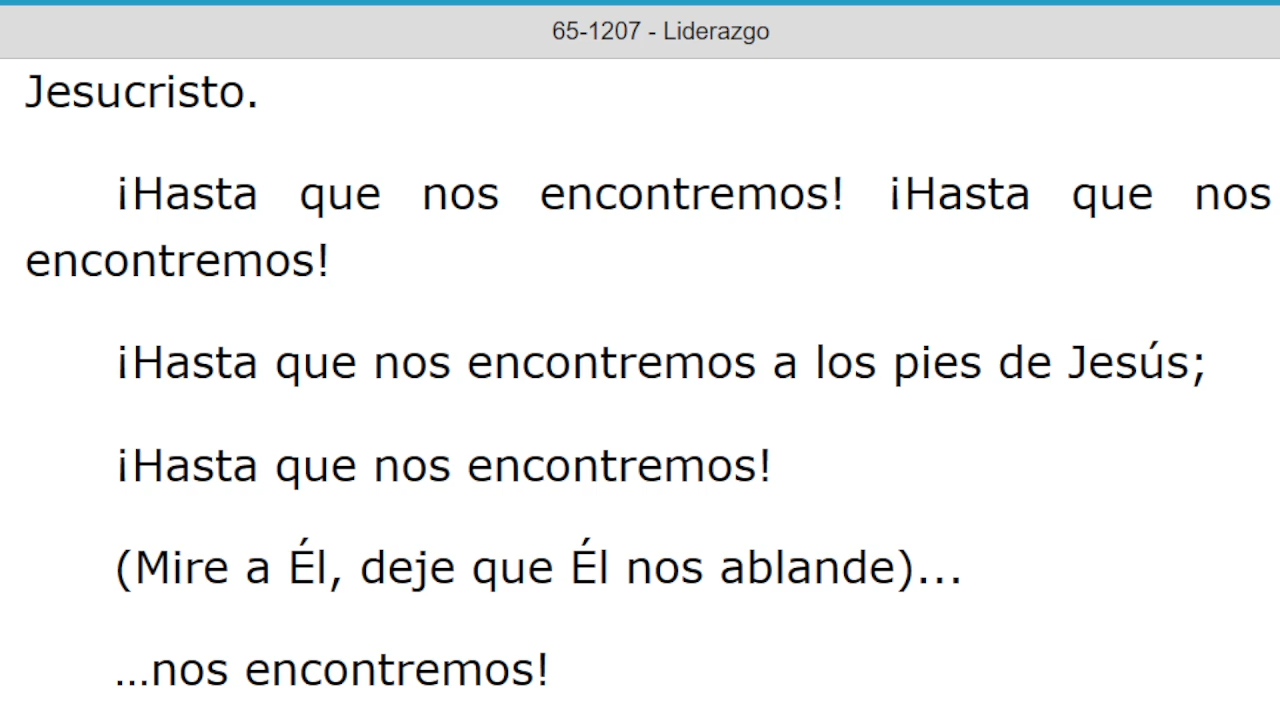 65-1207 - Liderazgo
Jesucristo.
¡Hasta que nos encontremos! ¡Hasta que nos
encontremos!
¡Hasta que nos encontremos a los pies de Jesús;
¡Hasta que nos encontremos!
(Mire a Él, deje que Él nos ablande)...
...nos encontremos!